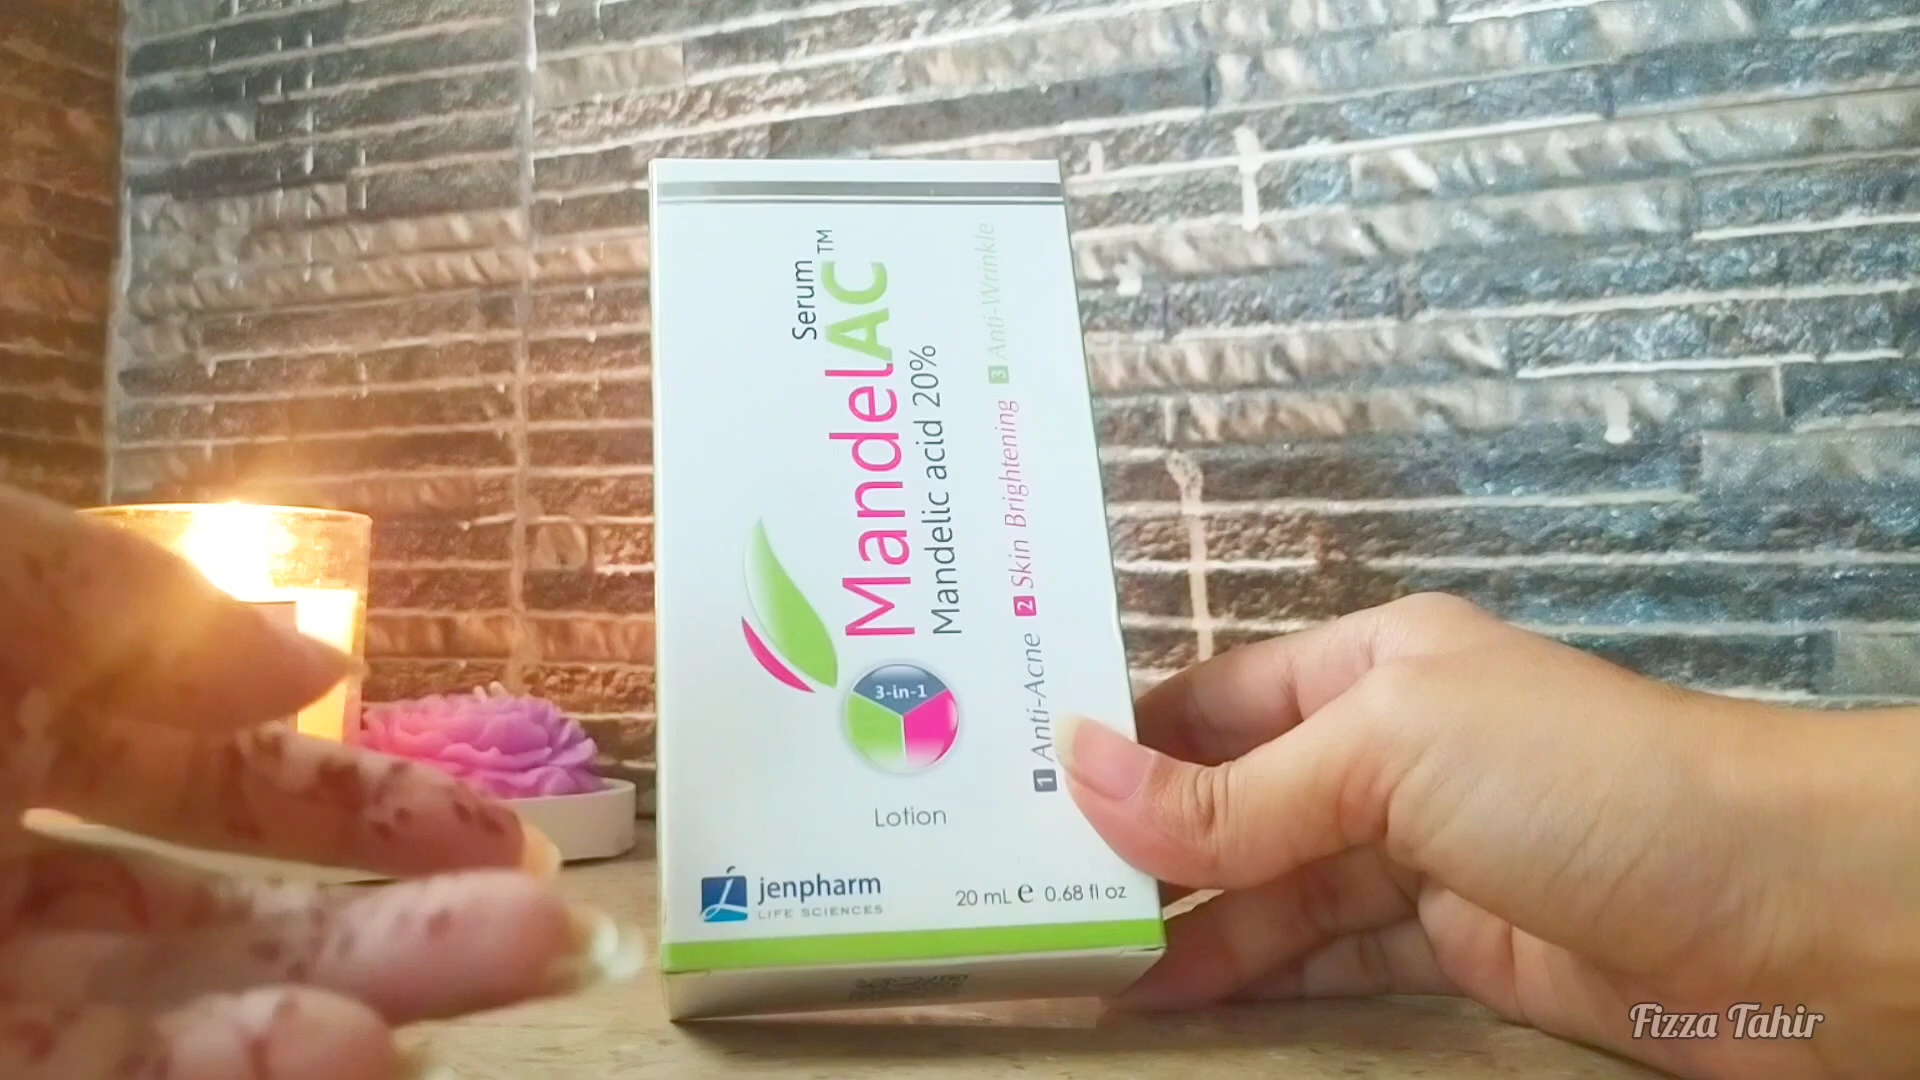 Serum
MandelAC™
Mandelic acid 20%
1 Anti-Acne 2 Skin Brightening 3 Anti-Wrinkle
3-in-1
Lotion
jenpharm
LIFE SCIENCES
20 mL e 0.68 fl oz
Fizza Tahir